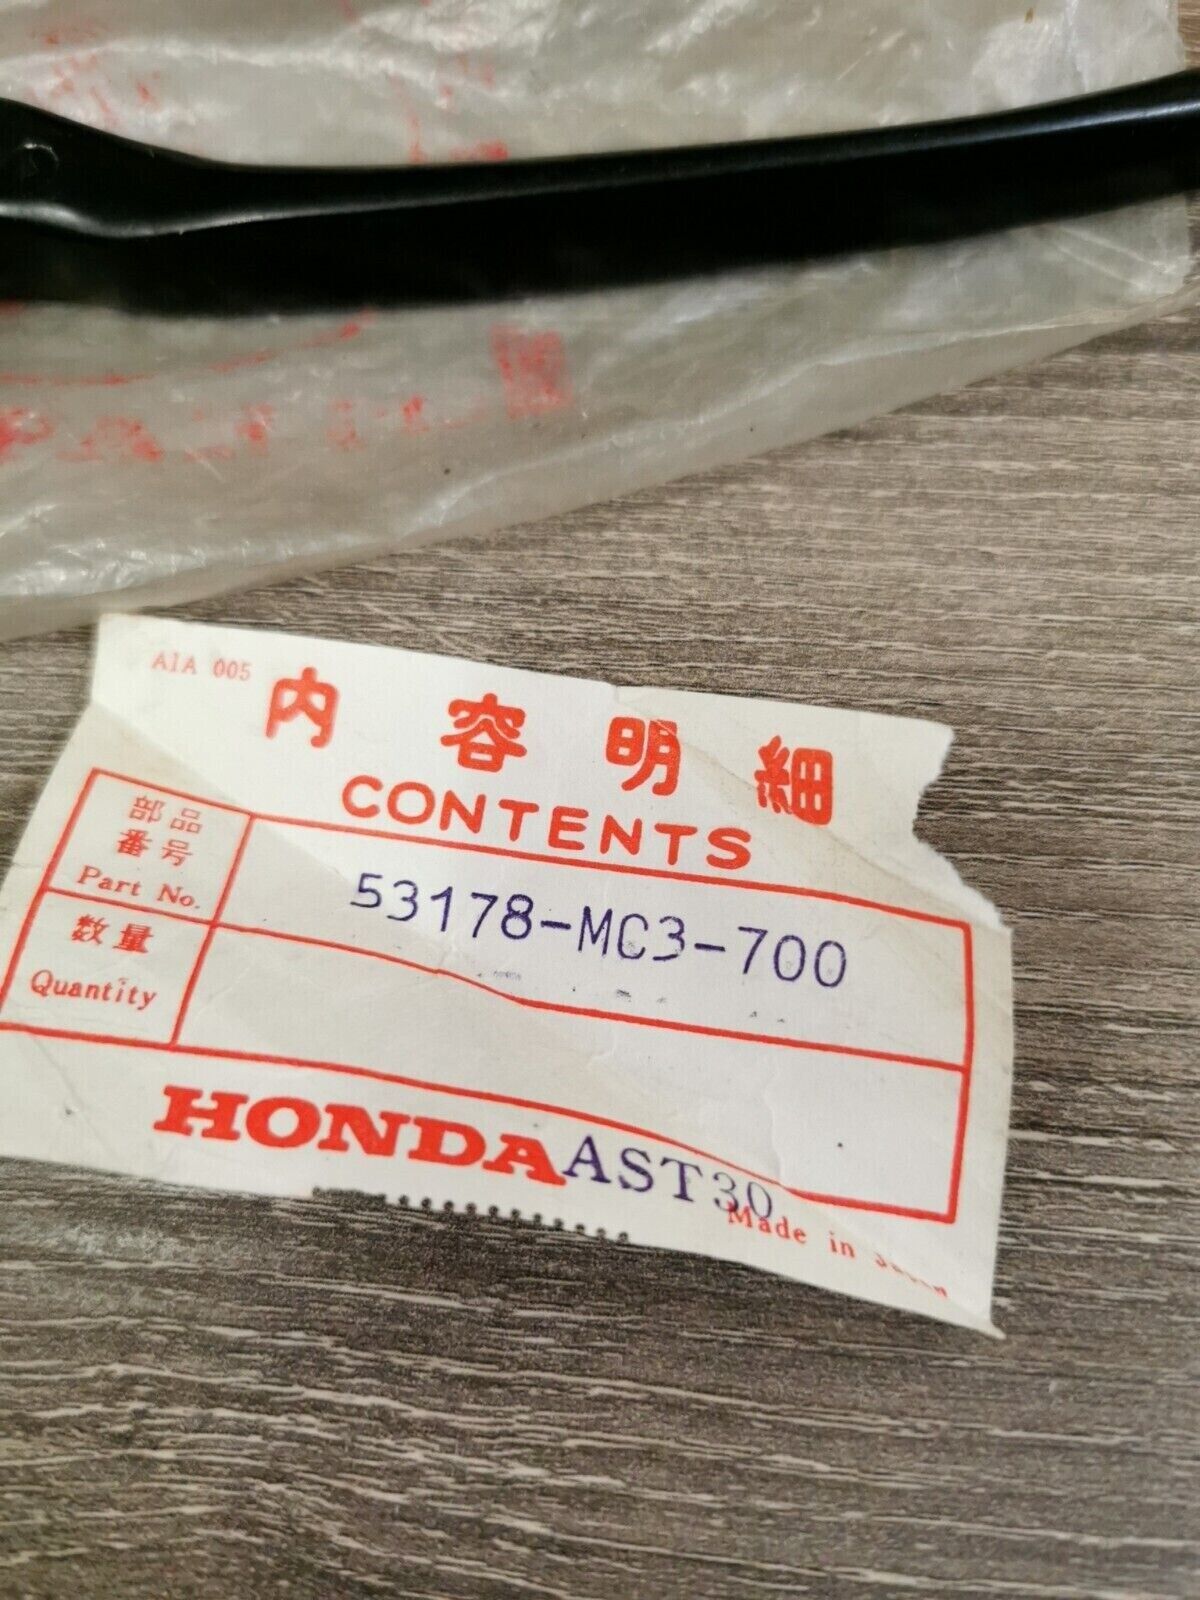 A1A 005
内容明細
CONTENTS
部品
番号
Part No.
53178-MC3-700
数量
Quantity
HONDA
AST30
Made in Japan